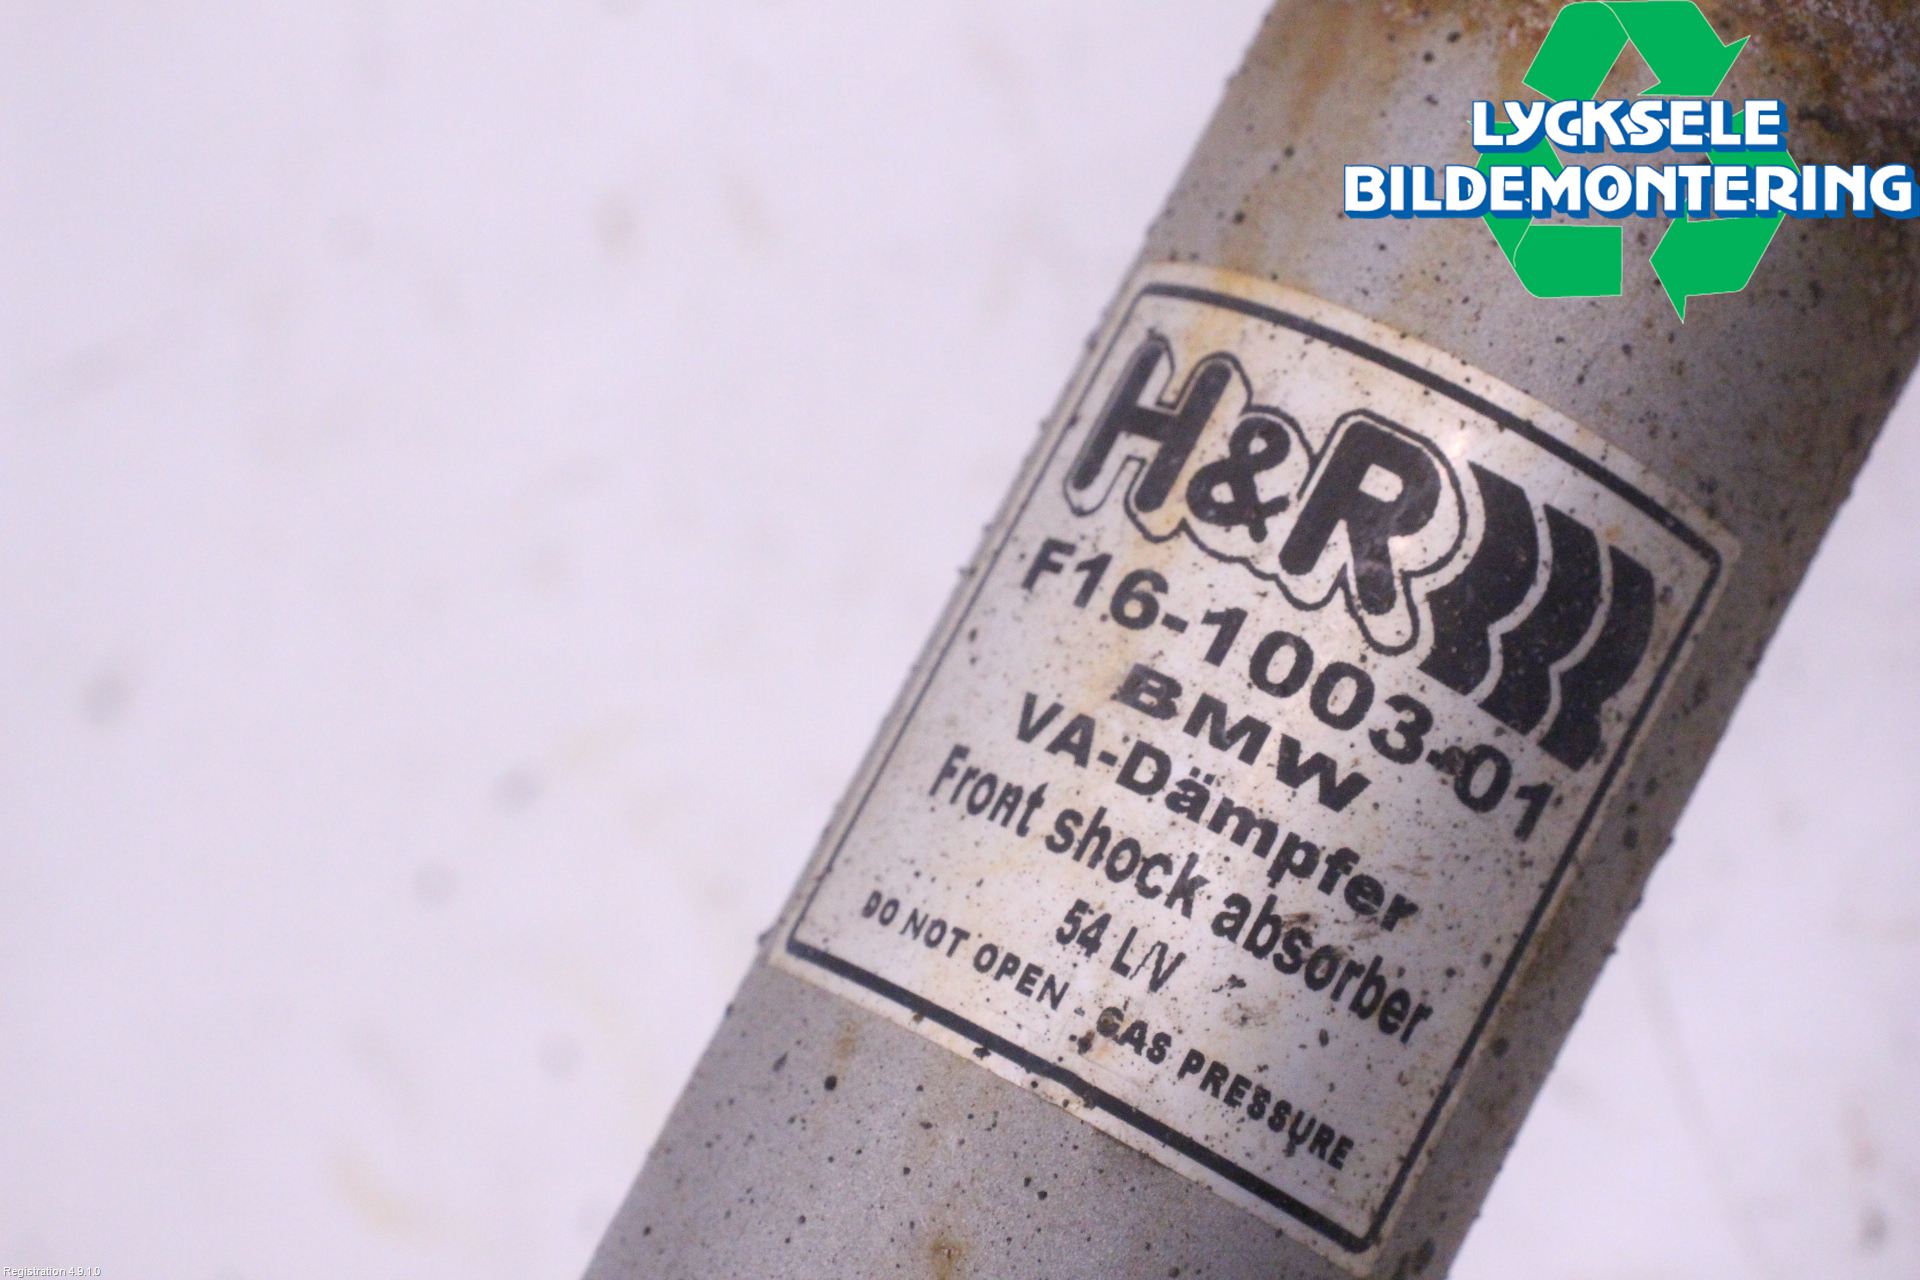 LYCKSELE
BILDEMONTERING
H&R
F16-1003-01
BMW
VA-Dämpfer
Front shock absorber
54 L/V
DO NOT OPEN - GAS PRESSURE
Registration 4.9.1.0